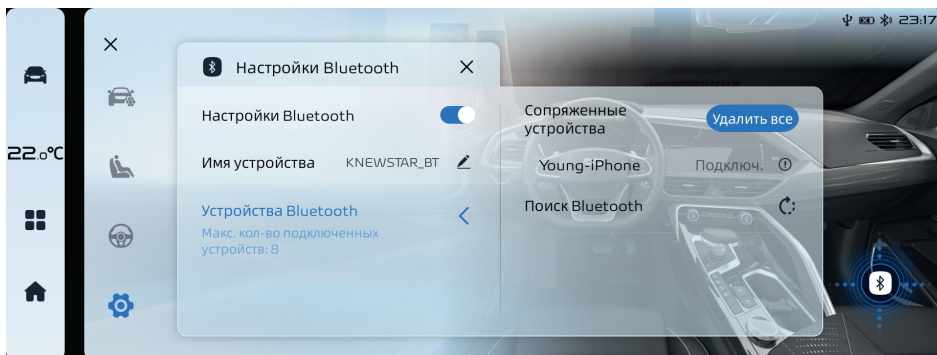 23:17
22.0°C
Настройки Bluetooth
Настройки Bluetooth
Имя устройства KNEWSTAR_BT
Устройства Bluetooth
Макс. кол-во подключенных
устройств: 8
Сопряженные
устройства
Удалить все
Young-iPhone Подключ.
Поиск Bluetooth